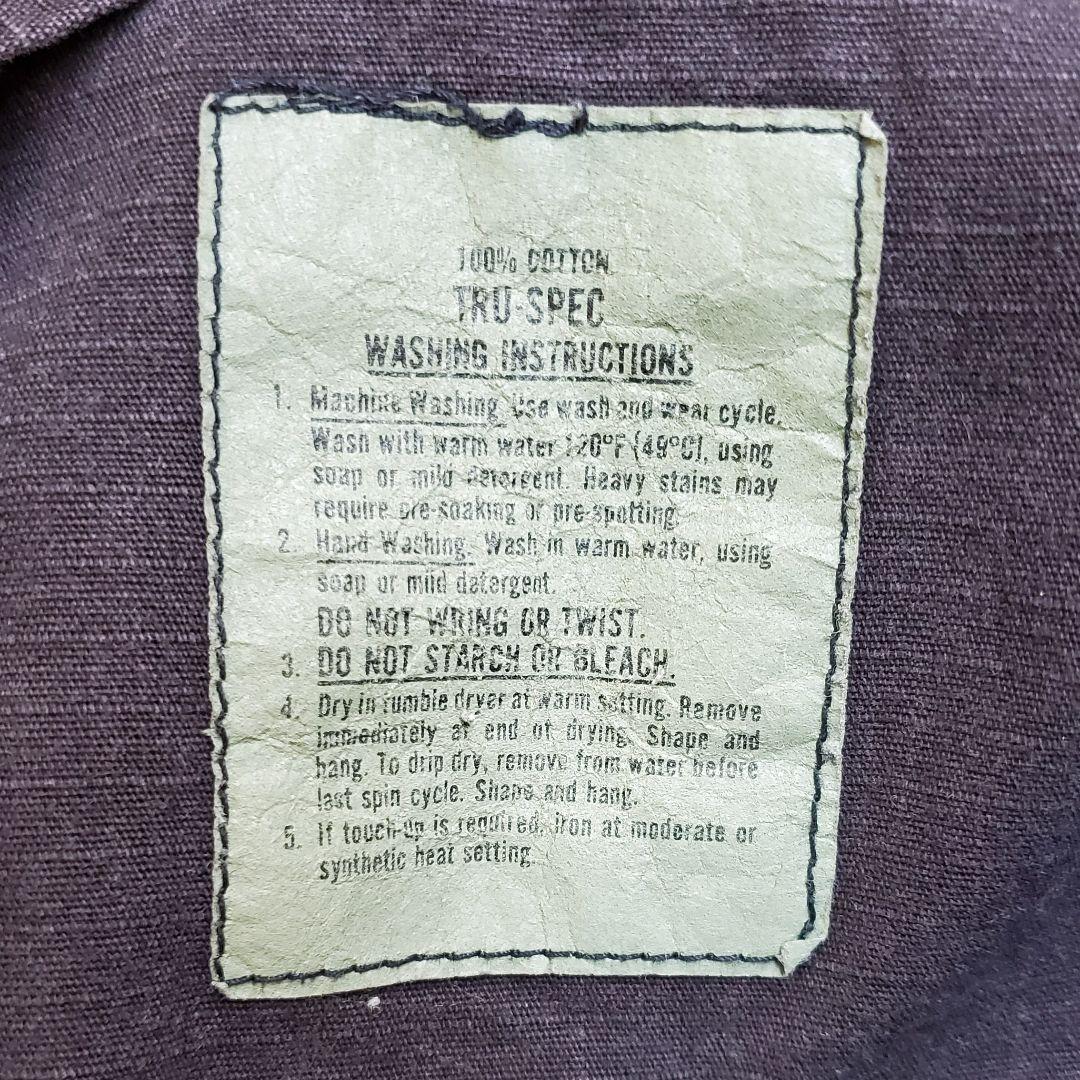 100% COTTON
TRU-SPEC
WASHING INSTRUCTIONS
1. Machine Washing. Use wash and wear cycle.
Wash with warm water 120°F (49°C), using
soap or mild detergent. Heavy stains may
require pre-soaking or pre-spotting.
2. Hand Washing. Wash in warm water, using
soap or mild detergent.
DO NOT WRING OR TWIST.
3. DO NOT STARCH OR BLEACH.
4. Dry in tumble dryer at warm setting. Remove
immediately at end of drying. Shape and
hang. To drip dry, remove from water before
last spin cycle. Shape and hang.
5. If touch-up is required, iron at moderate or
synthetic heat setting.